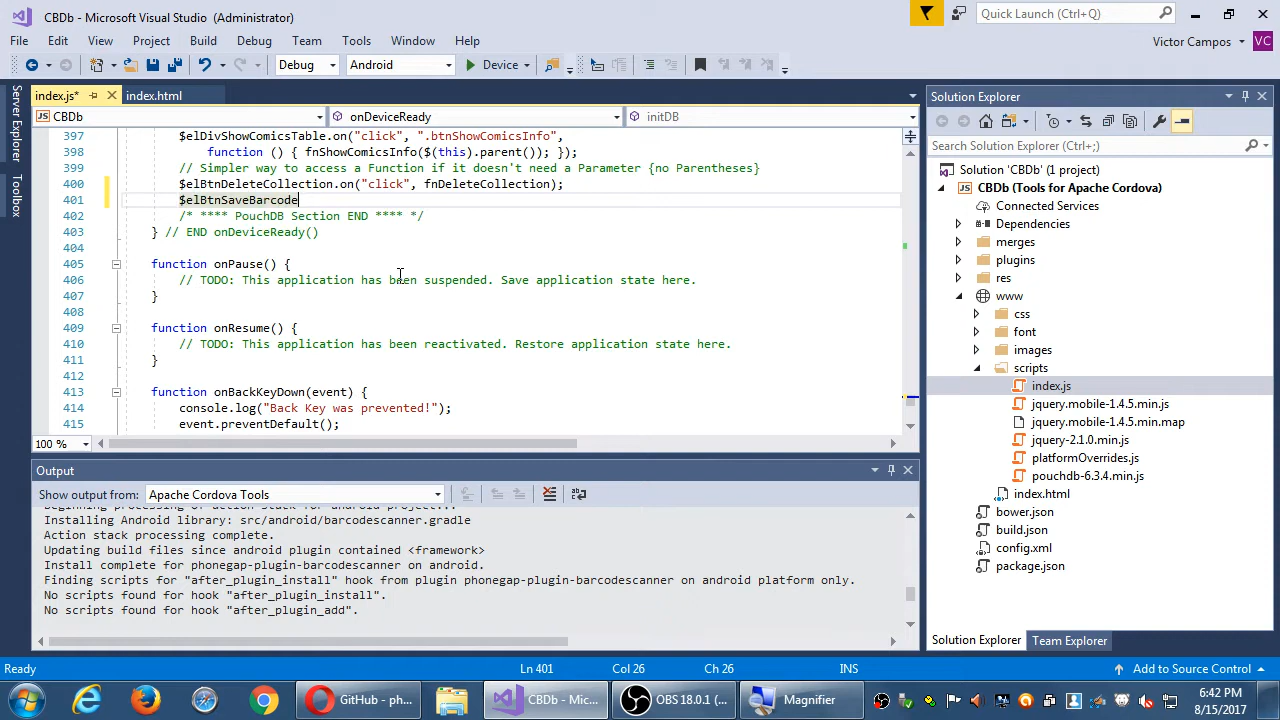 CBDb - Microsoft Visual Studio (Administrator)
Quick Launch (Ctrl+Q)
File Edit View Project Build Debug Team Tools Window Help
Victor Campos VC
Debug Android Device
index.js* index.html
Solution Explorer
CBDb onDeviceReady initDB
397 $elDivShowComicsTable.on("click", ".btnShowComicsInfo",
398 function () { fnShowComicsInfo($(this).parent()); });
399 // Simpler way to access a Function if it doesn't need a Parameter {no Parentheses}
400 $elBtnDeleteCollection.on("click", fnDeleteCollection);
401 $elBtnSaveBarcode
402 /* **** PouchDB Section END **** */
403 } // END onDeviceReady()
404
405 function onPause() {
406 // TODO: This application has been suspended. Save application state here.
407 }
408
409 function onResume() {
410 // TODO: This application has been reactivated. Restore application state here.
411 }
412
413 function onBackKeyDown(event) {
414 console.log("Back Key was prevented!");
415 event.preventDefault();
100 %
Server Explorer
Toolbox
Search Solution Explorer (Ctrl+;)
Solution 'CBDb' (1 project)
CBDb (Tools for Apache Cordova)
Connected Services
Dependencies
merges
plugins
res
www
css
font
images
scripts
index.js
jquery.mobile-1.4.5.min.js
jquery.mobile-1.4.5.min.map
jquery-2.1.0.min.js
platformOverrides.js
pouchdb-6.3.4.min.js
index.html
bower.json
build.json
config.xml
package.json
Solution Explorer Team Explorer
Output
Show output from: Apache Cordova Tools
Beginning processing of action stack for android project...
Installing Android library: src/android/barcodescanner.gradle
Action stack processing complete.
Updating build files since android plugin contained <framework>
Install complete for phonegap-plugin-barcodescanner on android.
Finding scripts for "after_plugin_install" hook from plugin phonegap-plugin-barcodescanner on android platform only.
No scripts found for hook "after_plugin_install".
No scripts found for hook "after_plugin_add".
Ready Ln 401 Col 26 Ch 26 INS Add to Source Control
GitHub - ph... CBDb - Mic... OBS 18.0.1 (... Magnifier
6:42 PM
8/15/2017